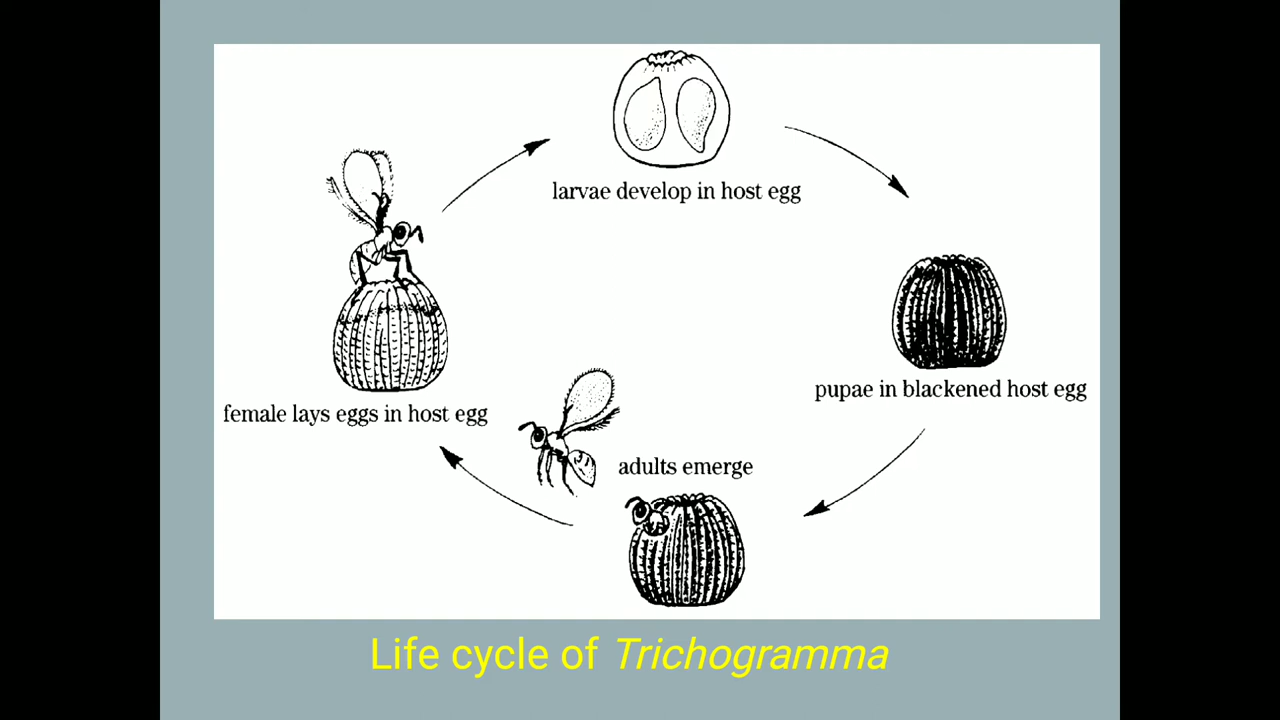 larvae develop in host egg
pupae in blackened host egg
female lays eggs in host egg
adults emerge
Life cycle of Trichogramma